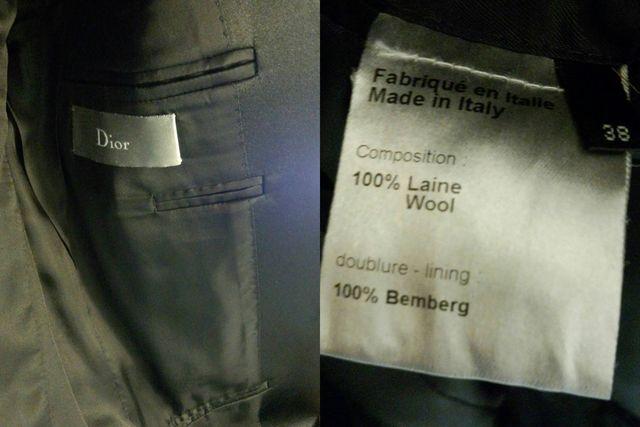 Dior
Fabriqué en Italie
Made in Italy
38
Composition :
100% Laine
Wool
doublure - lining :
100% Bemberg